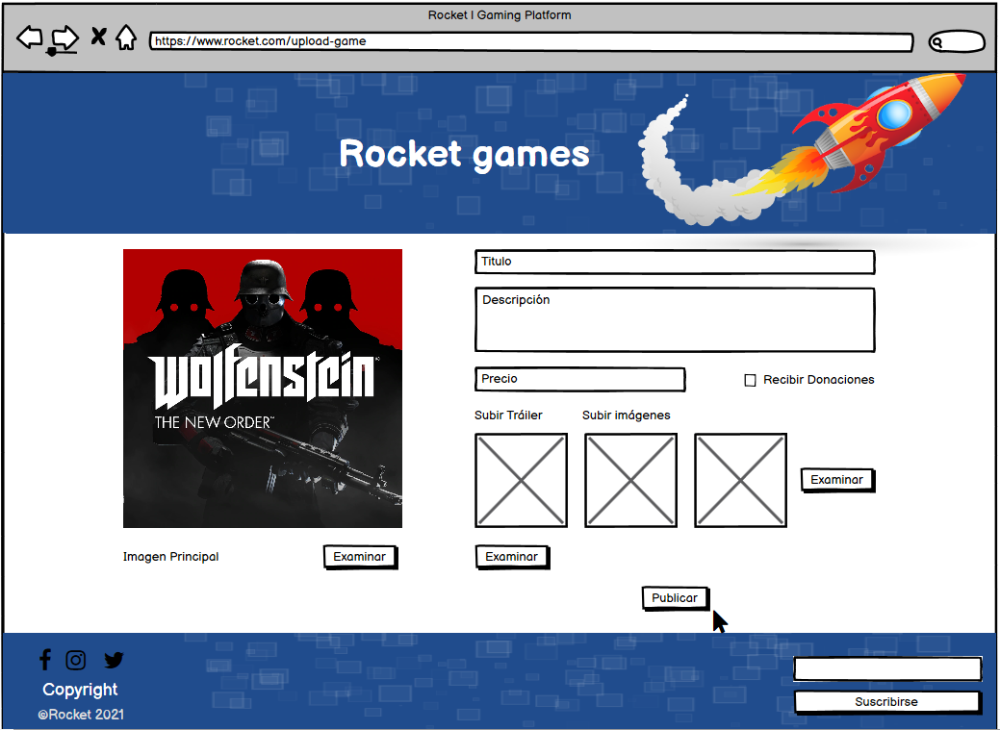 Rocket | Gaming Platform
https://www.rocket.com/upload-game
Rocket games
Wolfenstein
THE NEW ORDER™
Imagen Principal
Examinar
Titulo
Descripción
Precio
Recibir Donaciones
Subir Tráiler
Subir imágenes
Examinar
Examinar
Publicar
Copyright
©Rocket 2021
Suscribirse